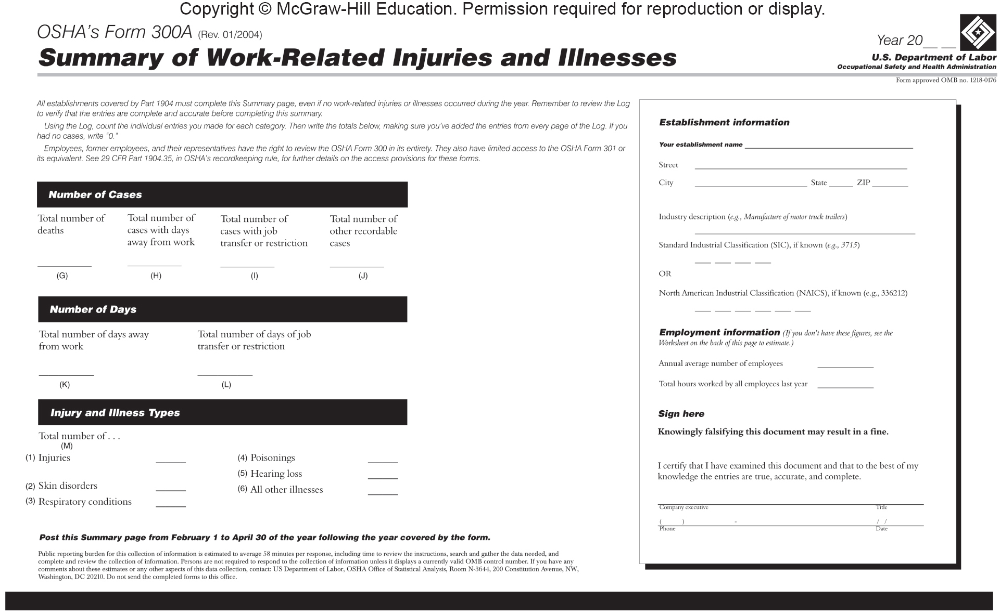 Copyright © McGraw-Hill Education. Permission required for reproduction or display.
OSHA's Form 300A (Rev. 01/2004)
Summary of Work-Related Injuries and Illnesses
Year 20__ __
U.S. Department of Labor
Occupational Safety and Health Administration
Form approved OMB no. 1218-0176
All establishments covered by Part 1904 must complete this Summary page, even if no work-related injuries or illnesses occurred during the year. Remember to review the Log
to verify that the entries are complete and accurate before completing this summary.
Using the Log, count the individual entries you made for each category. Then write the totals below, making sure you've added the entries from every page of the Log. If you
had no cases, write "0."
Employees, former employees, and their representatives have the right to review the OSHA Form 300 in its entirety. They also have limited access to the OSHA Form 301 or
its equivalent. See 29 CFR Part 1904.35, in OSHA's recordkeeping rule, for further details on the access provisions for these forms.
Number of Cases
Total number of
deaths
(G)
Total number of
cases with days
away from work
(H)
Total number of
cases with job
transfer or restriction
(I)
Total number of
other recordable
cases
(J)
Number of Days
Total number of days away
from work
(K)
Total number of days of job
transfer or restriction
(L)
Injury and Illness Types
Total number of . . .
(M)
(1) Injuries
(2) Skin disorders
(3) Respiratory conditions
(4) Poisonings
(5) Hearing loss
(6) All other illnesses
Post this Summary page from February 1 to April 30 of the year following the year covered by the form.
Public reporting burden for this collection of information is estimated to average 58 minutes per response, including time to review the instructions, search and gather the data needed, and
complete and review the collection of information. Persons are not required to respond to the collection of information unless it displays a currently valid OMB control number. If you have any
comments about these estimates or any other aspects of this data collection, contact: US Department of Labor, OSHA Office of Statistical Analysis, Room N-3644, 200 Constitution Avenue, NW,
Washington, DC 20210. Do not send the completed forms to this office.
Establishment information
Your establishment name
Street
City State ZIP
Industry description (e.g., Manufacture of motor truck trailers)
Standard Industrial Classification (SIC), if known (e.g., 3715)
OR
North American Industrial Classification (NAICS), if known (e.g., 336212)
Employment information (If you don't have these figures, see the
Worksheet on the back of this page to estimate.)
Annual average number of employees
Total hours worked by all employees last year
Sign here
Knowingly falsifying this document may result in a fine.
I certify that I have examined this document and that to the best of my
knowledge the entries are true, accurate, and complete.
Company executive Title
( ) - / /
Phone Date